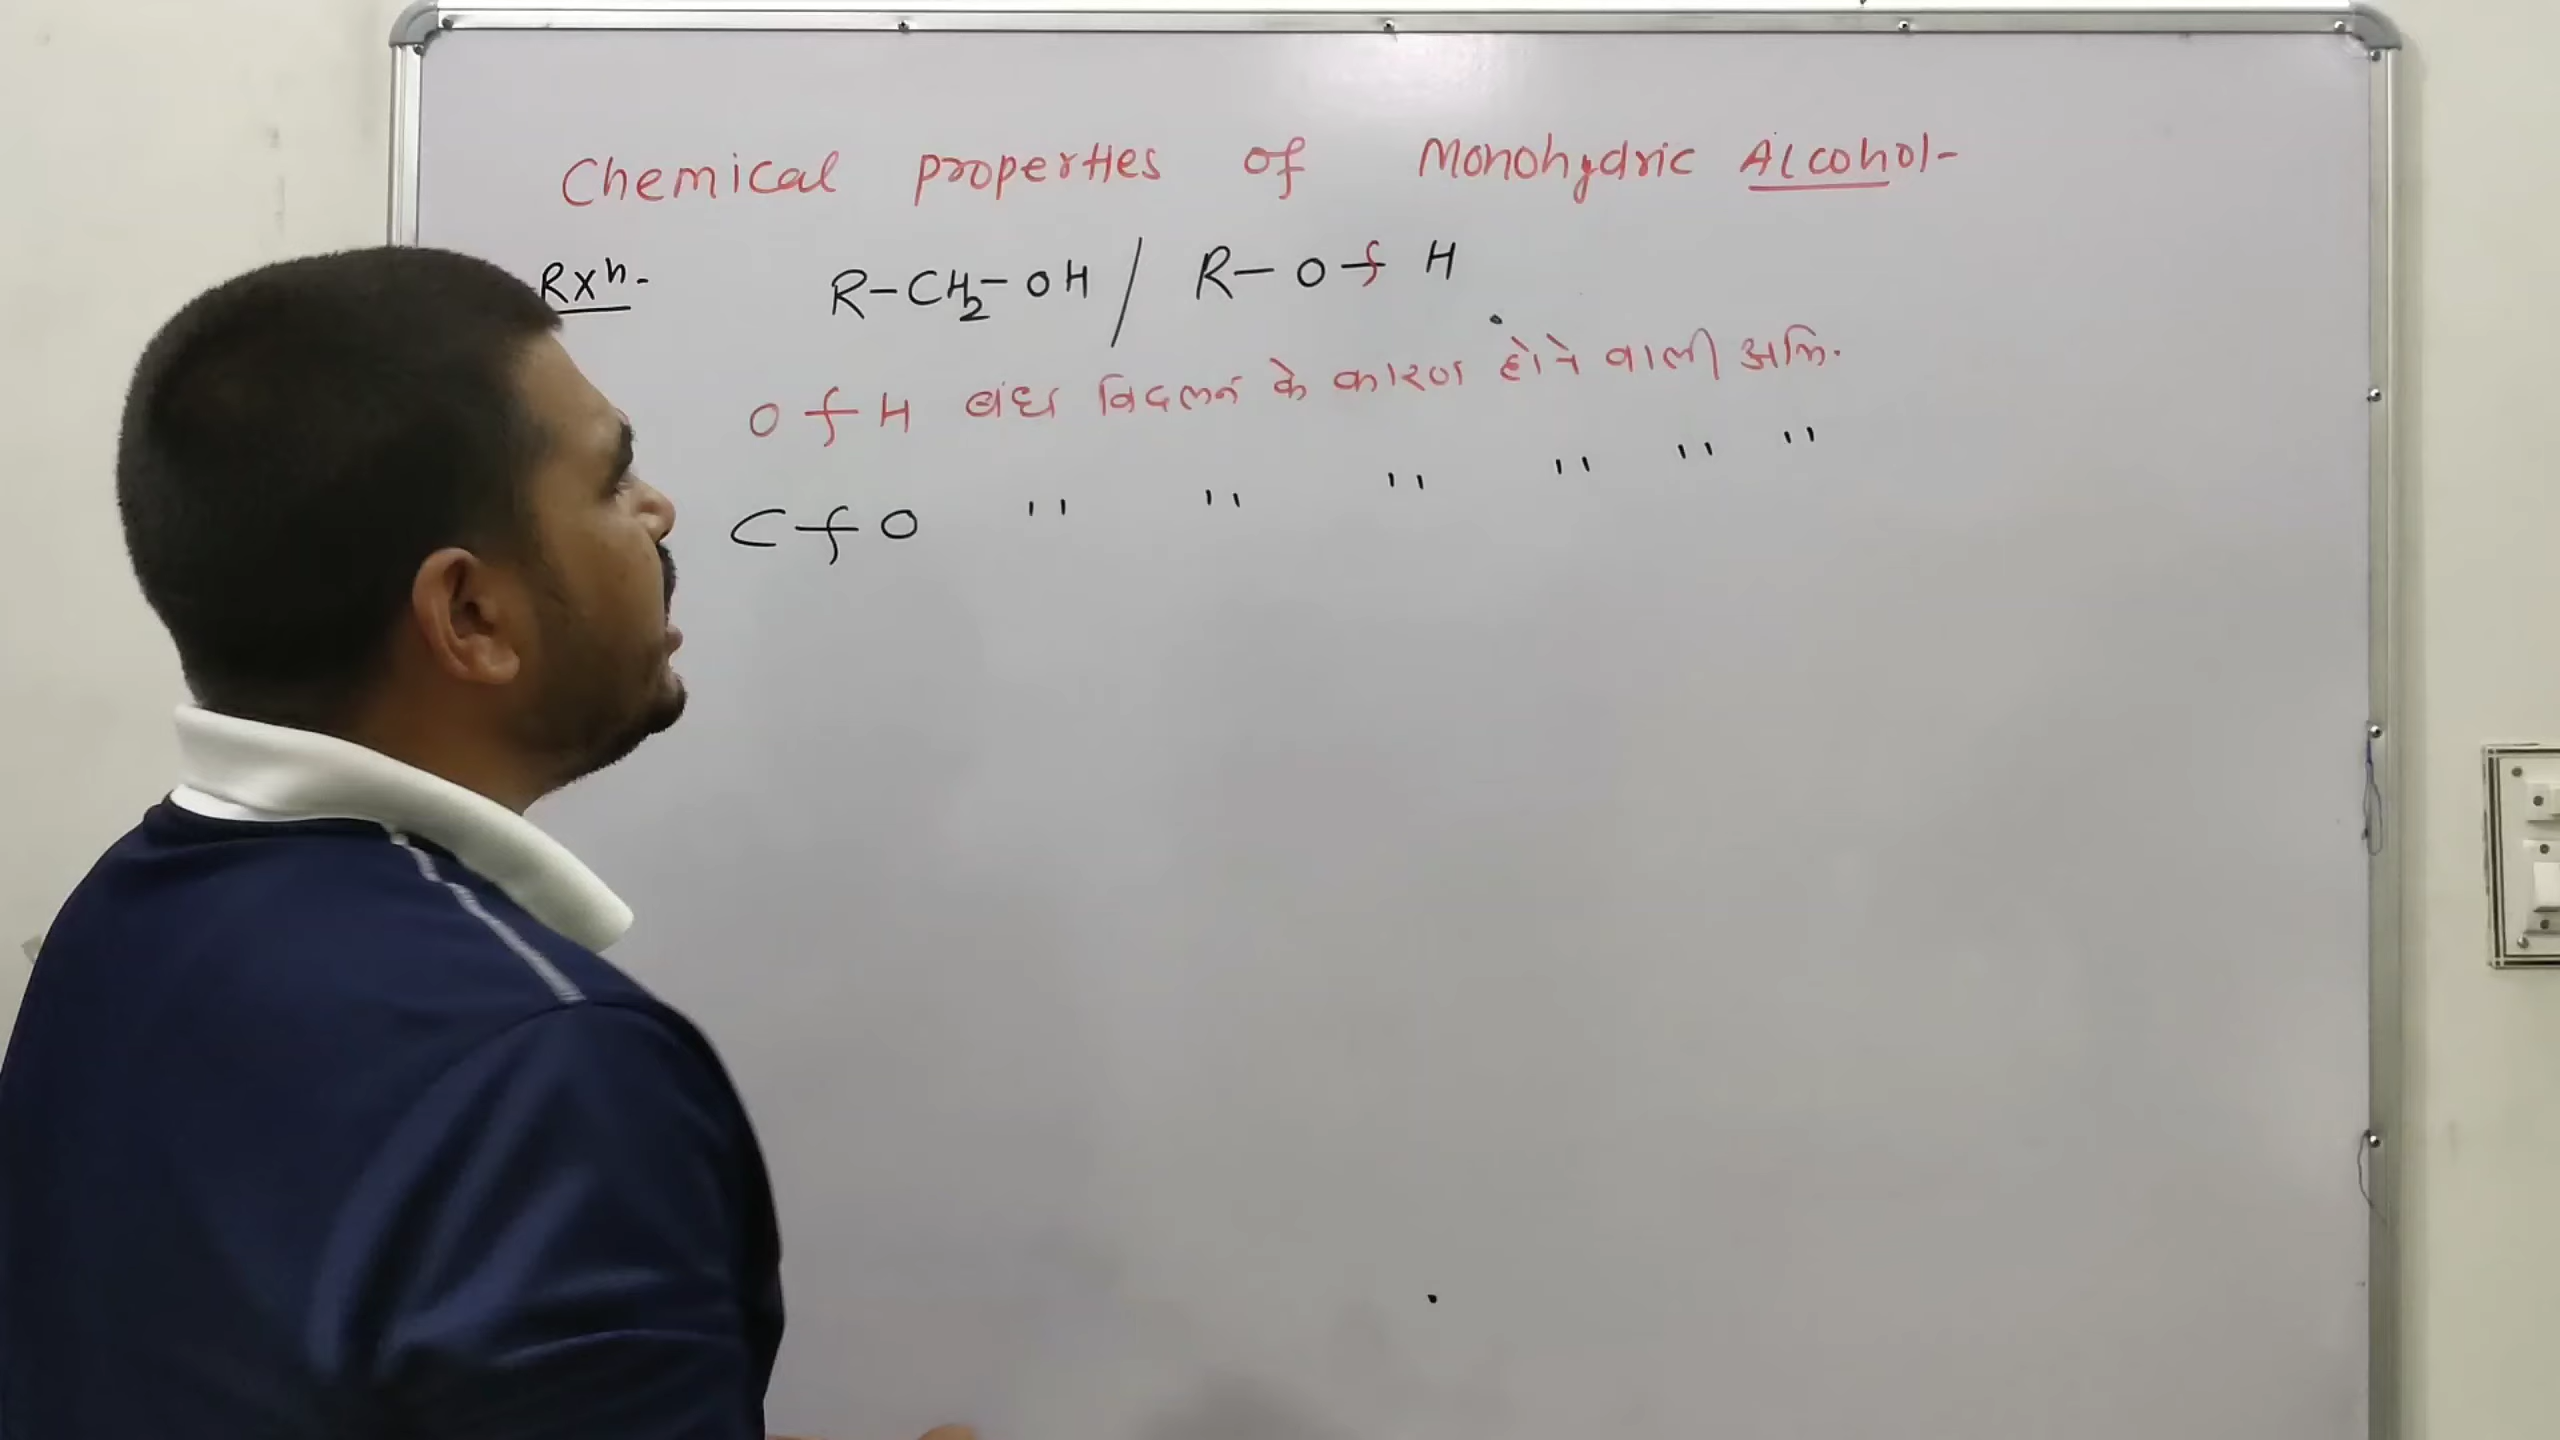 Chemical properties of Monohydric Alcohol-
Rxn- R-CH2-OH / R-O-H
O-H बंध विदलन के कारण होने वाली अभि.
C-O " " " " " "